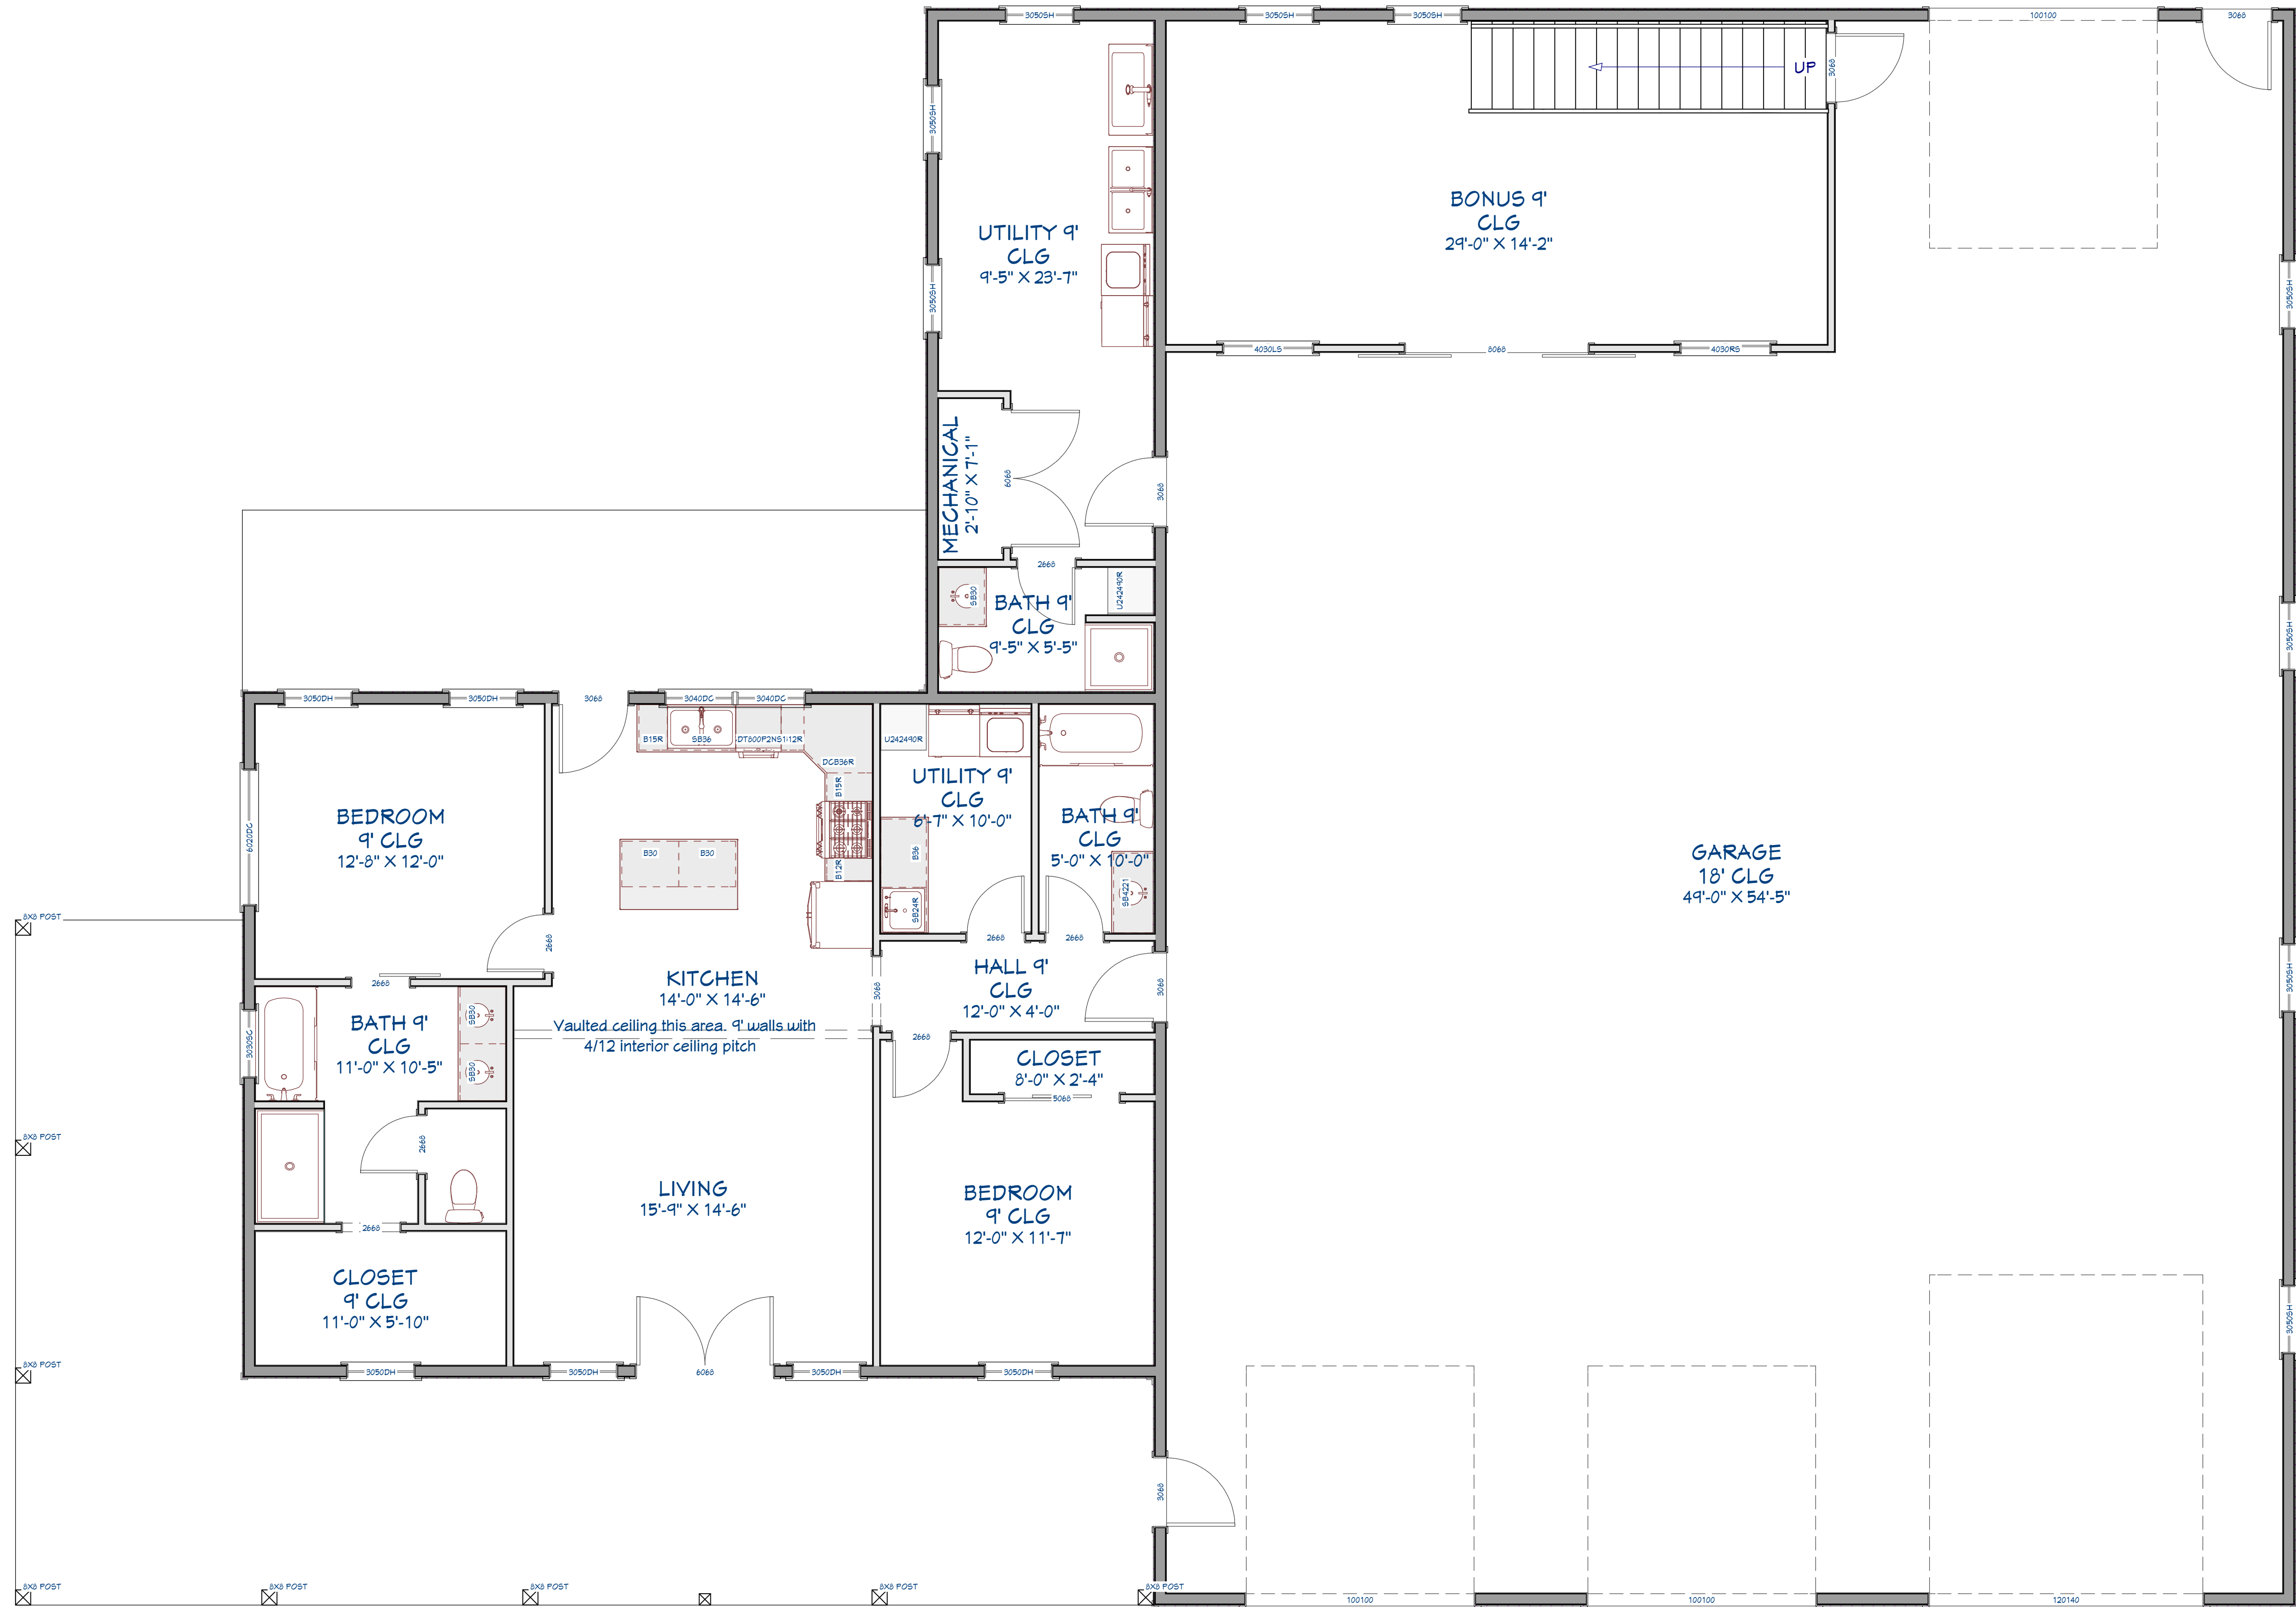 3050SH
3050SH
3050SH
100100
3068
3050SH
UP
3068
BONUS 9'
CLG
29'-0" X 14'-2"
UTILITY 9'
CLG
9'-5" X 23'-7"
3050SH
3050SH
4030LS
8068
4030RS
MECHANICAL
2'-10" X 7'-1"
6068
3068
2668
SB30
U242490R
BATH 9'
CLG
9'-5" X 5'-5"
3050SH
3050DH
3050DH
3068
3040DC
3040DC
B15R
SB36
DT800P2NS1
12R
DCB36R
B15R
B12R
U242490R
UTILITY 9'
CLG
6'-7" X 10'-0"
B36
SB24R
BATH 9'
CLG
5'-0" X 10'-0"
SB4221
BEDROOM
9' CLG
12'-8" X 12'-0"
6020DC
B30
B30
GARAGE
18' CLG
49'-0" X 54'-5"
8X8 POST
2668
2668
2668
2668
3068
KITCHEN
14'-0" X 14'-6"
HALL 9'
CLG
12'-0" X 4'-0"
3068
3050SH
Vaulted ceiling this area. 9' walls with
4/12 interior ceiling pitch
BATH 9'
CLG
11'-0" X 10'-5"
3030SC
SB30
SB30
2668
CLOSET
8'-0" X 2'-4"
5068
8X8 POST
2668
LIVING
15'-9" X 14'-6"
BEDROOM
9' CLG
12'-0" X 11'-7"
2668
CLOSET
9' CLG
11'-0" X 5'-10"
3050SH
8X8 POST
3050DH
3050DH
6068
3050DH
3050DH
3068
8X8 POST
8X8 POST
8X8 POST
8X8 POST
8X8 POST
100100
100100
120140